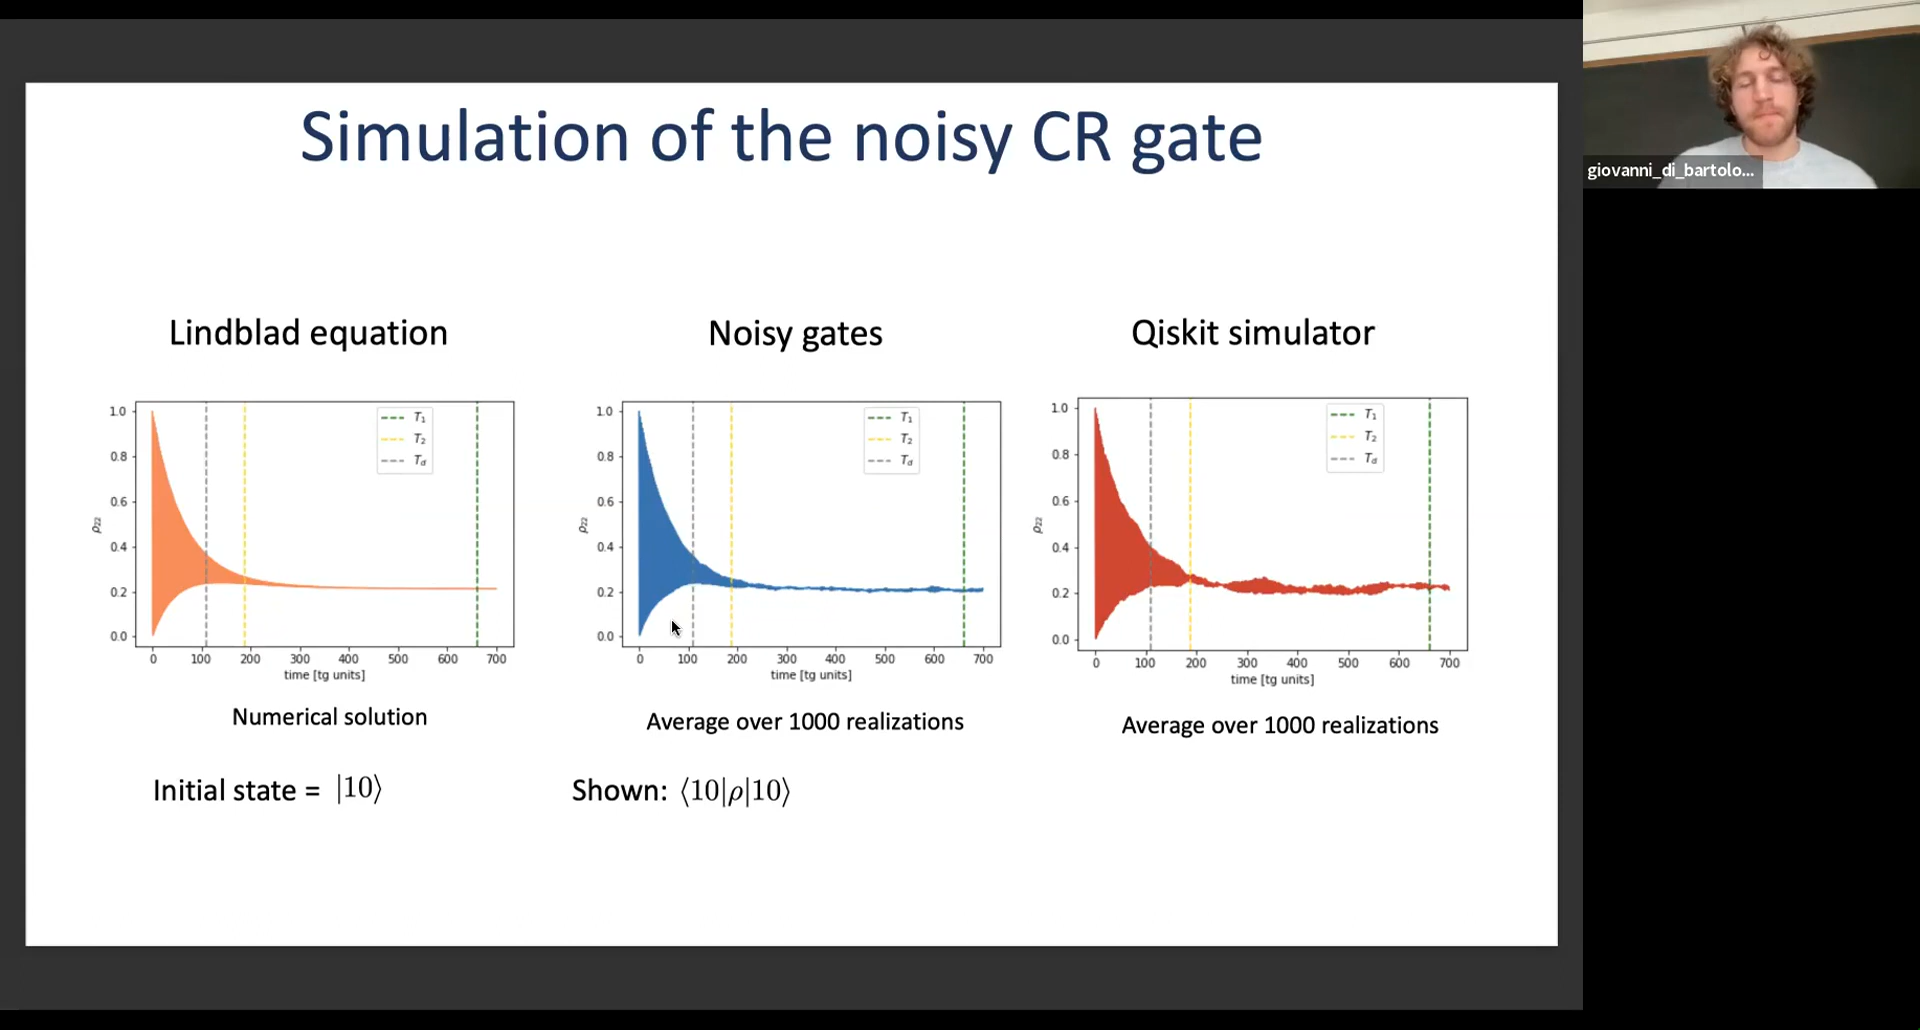 Simulation of the noisy CR gate
giovanni_di_bartolo...
Lindblad equation
Noisy gates
Qiskit simulator
1.0
0.8
0.6
0.4
0.2
0.0
ρ₂₂
T₁
T₂
T_d
0 100 200 300 400 500 600 700
time [tg units]
1.0
0.8
0.6
0.4
0.2
0.0
ρ₂₂
T₁
T₂
T_d
0 100 200 300 400 500 600 700
time [tg units]
1.0
0.8
0.6
0.4
0.2
0.0
ρ₂₂
T₁
T₂
T_d
0 100 200 300 400 500 600 700
time [tg units]
Numerical solution
Average over 1000 realizations
Average over 1000 realizations
Initial state = |10⟩
Shown: ⟨10|ρ|10⟩